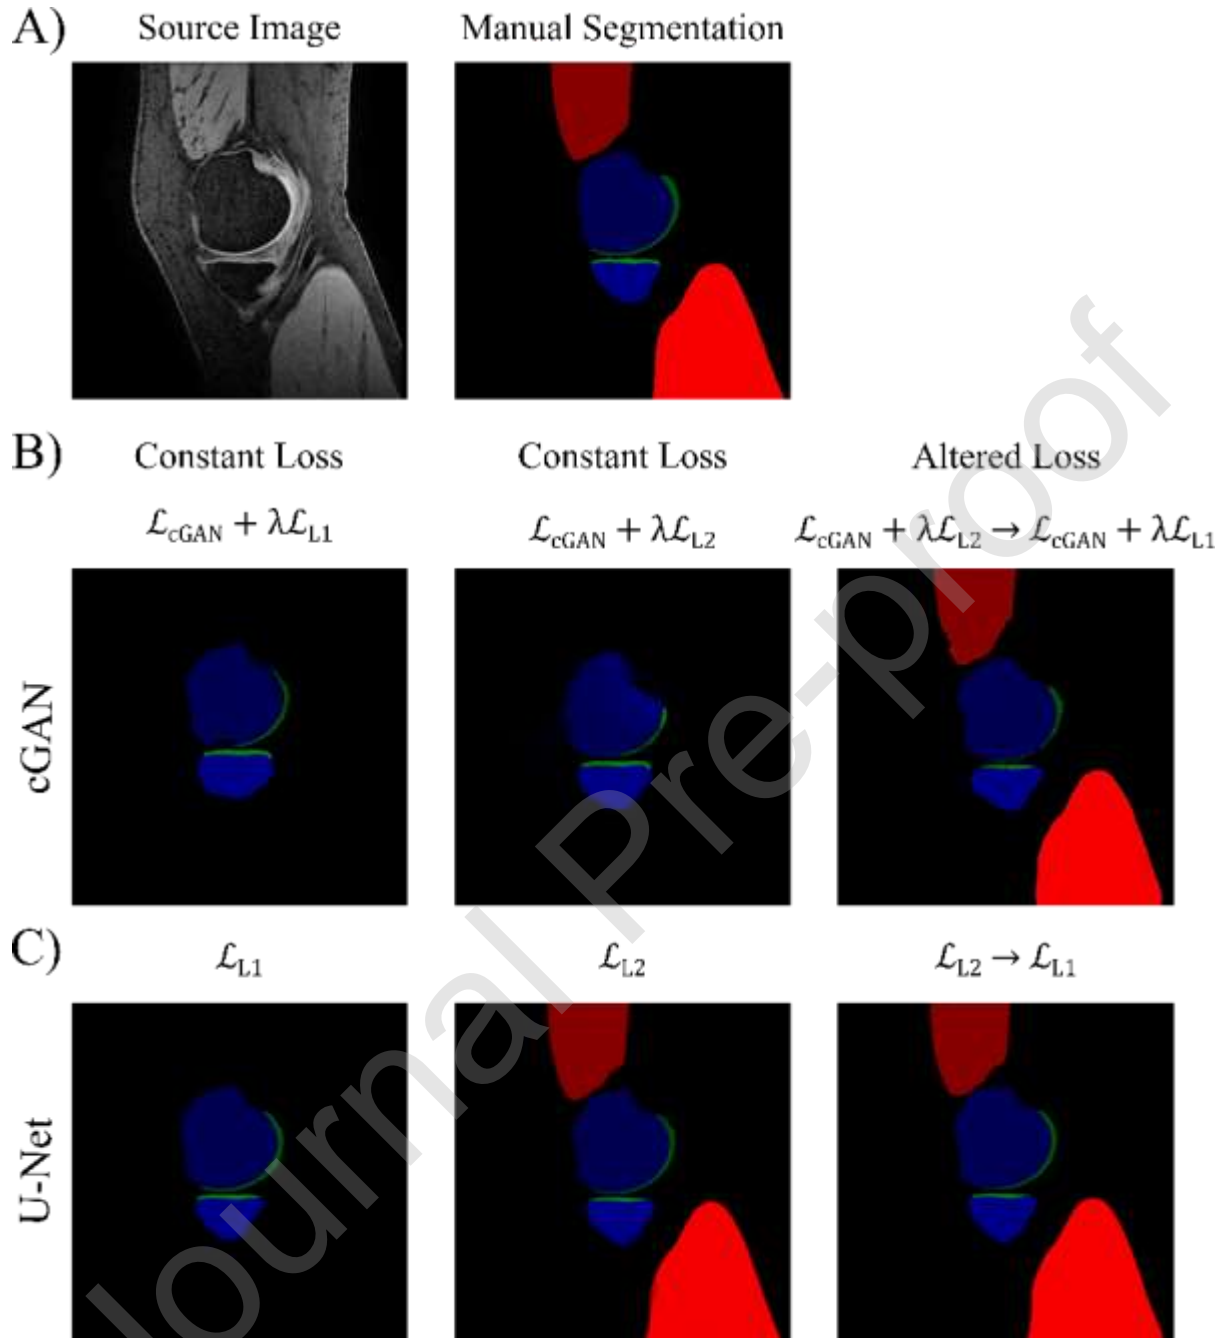 A) Source Image Manual Segmentation
B) Constant Loss Constant Loss Altered Loss
ℒcGAN + λℒL1 ℒcGAN + λℒL2 ℒcGAN + λℒL2 → ℒcGAN + λℒL1
cGAN
C) ℒL1 ℒL2 ℒL2 → ℒL1
U-Net
Journal Pre-proof